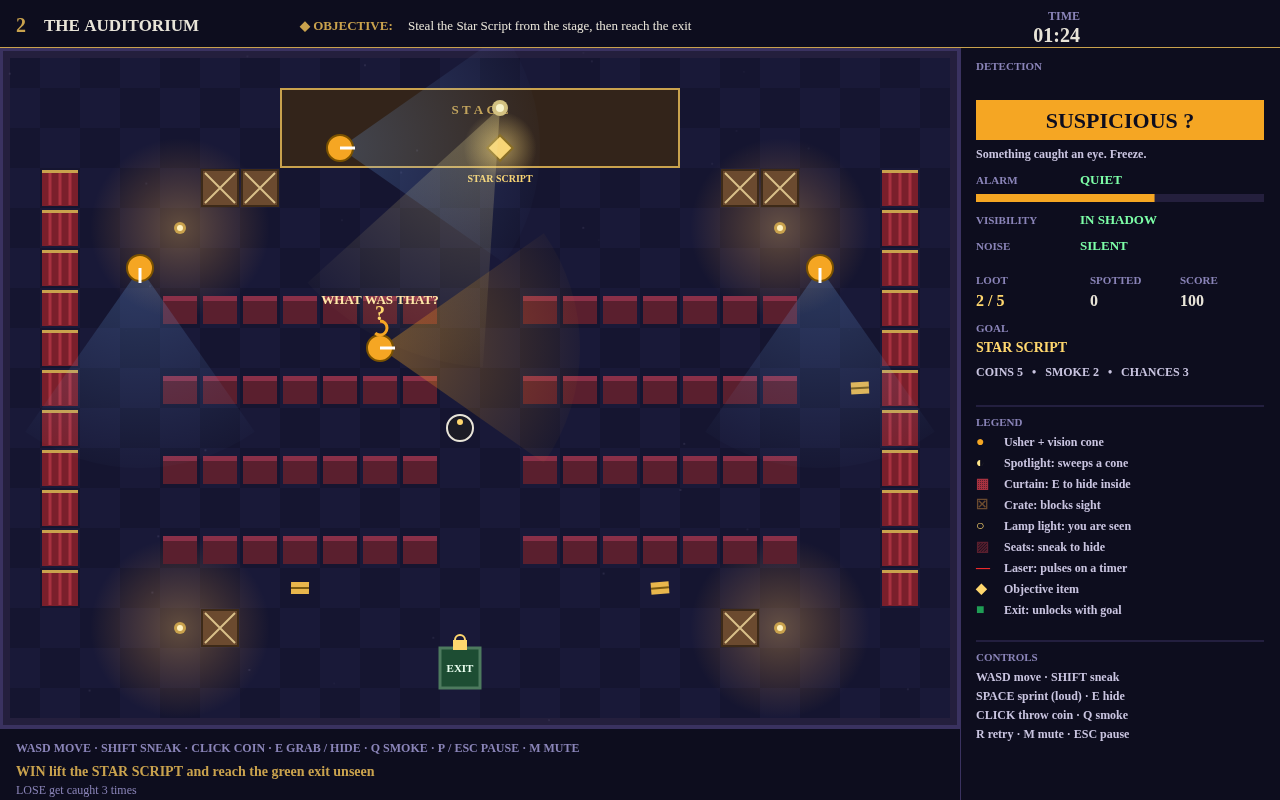 2 THE AUDITORIUM ◆ OBJECTIVE: Steal the Star Script from the stage, then reach the exit TIME
01:24
STAGE
STAR SCRIPT
WHAT WAS THAT?
?
EXIT
DETECTION
SUSPICIOUS ?
Something caught an eye. Freeze.
ALARM QUIET
VISIBILITY IN SHADOW
NOISE SILENT
LOOT SPOTTED SCORE
2 / 5 0 100
GOAL
STAR SCRIPT
COINS 5 • SMOKE 2 • CHANCES 3
LEGEND
Usher + vision cone
Spotlight: sweeps a cone
Curtain: E to hide inside
Crate: blocks sight
Lamp light: you are seen
Seats: sneak to hide
Laser: pulses on a timer
Objective item
Exit: unlocks with goal
CONTROLS
WASD move · SHIFT sneak
SPACE sprint (loud) · E hide
CLICK throw coin · Q smoke
R retry · M mute · ESC pause
WASD MOVE · SHIFT SNEAK · CLICK COIN · E GRAB / HIDE · Q SMOKE · P / ESC PAUSE · M MUTE
WIN lift the STAR SCRIPT and reach the green exit unseen
LOSE get caught 3 times